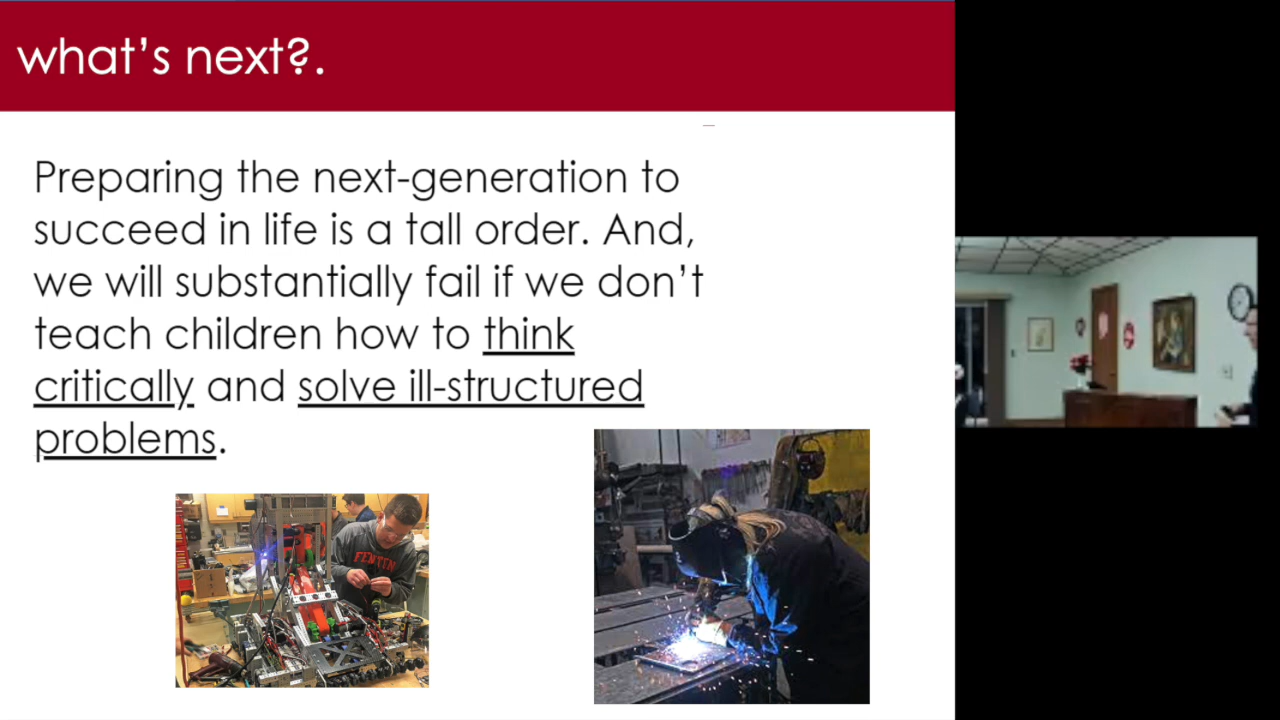 what's next?.
Preparing the next-generation to
succeed in life is a tall order. And,
we will substantially fail if we don't
teach children how to think
critically and solve ill-structured
problems.
FENTON